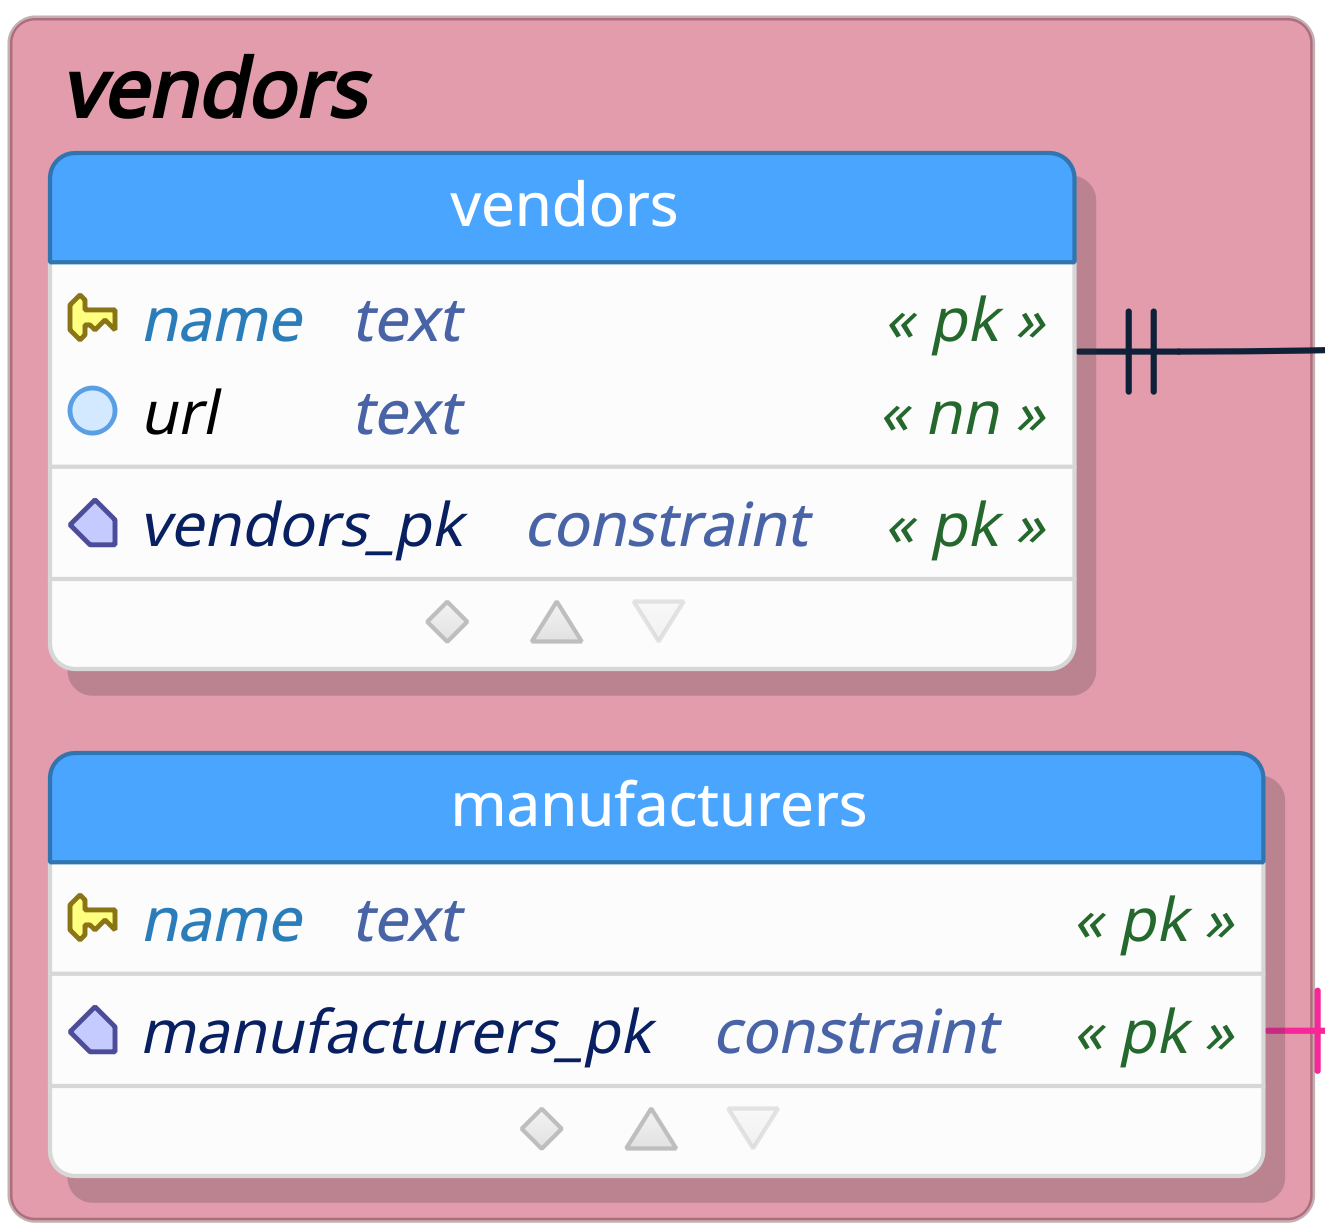 vendors
vendors
name text « pk »
url text « nn »
vendors_pk constraint « pk »
manufacturers
name text « pk »
manufacturers_pk constraint « pk »